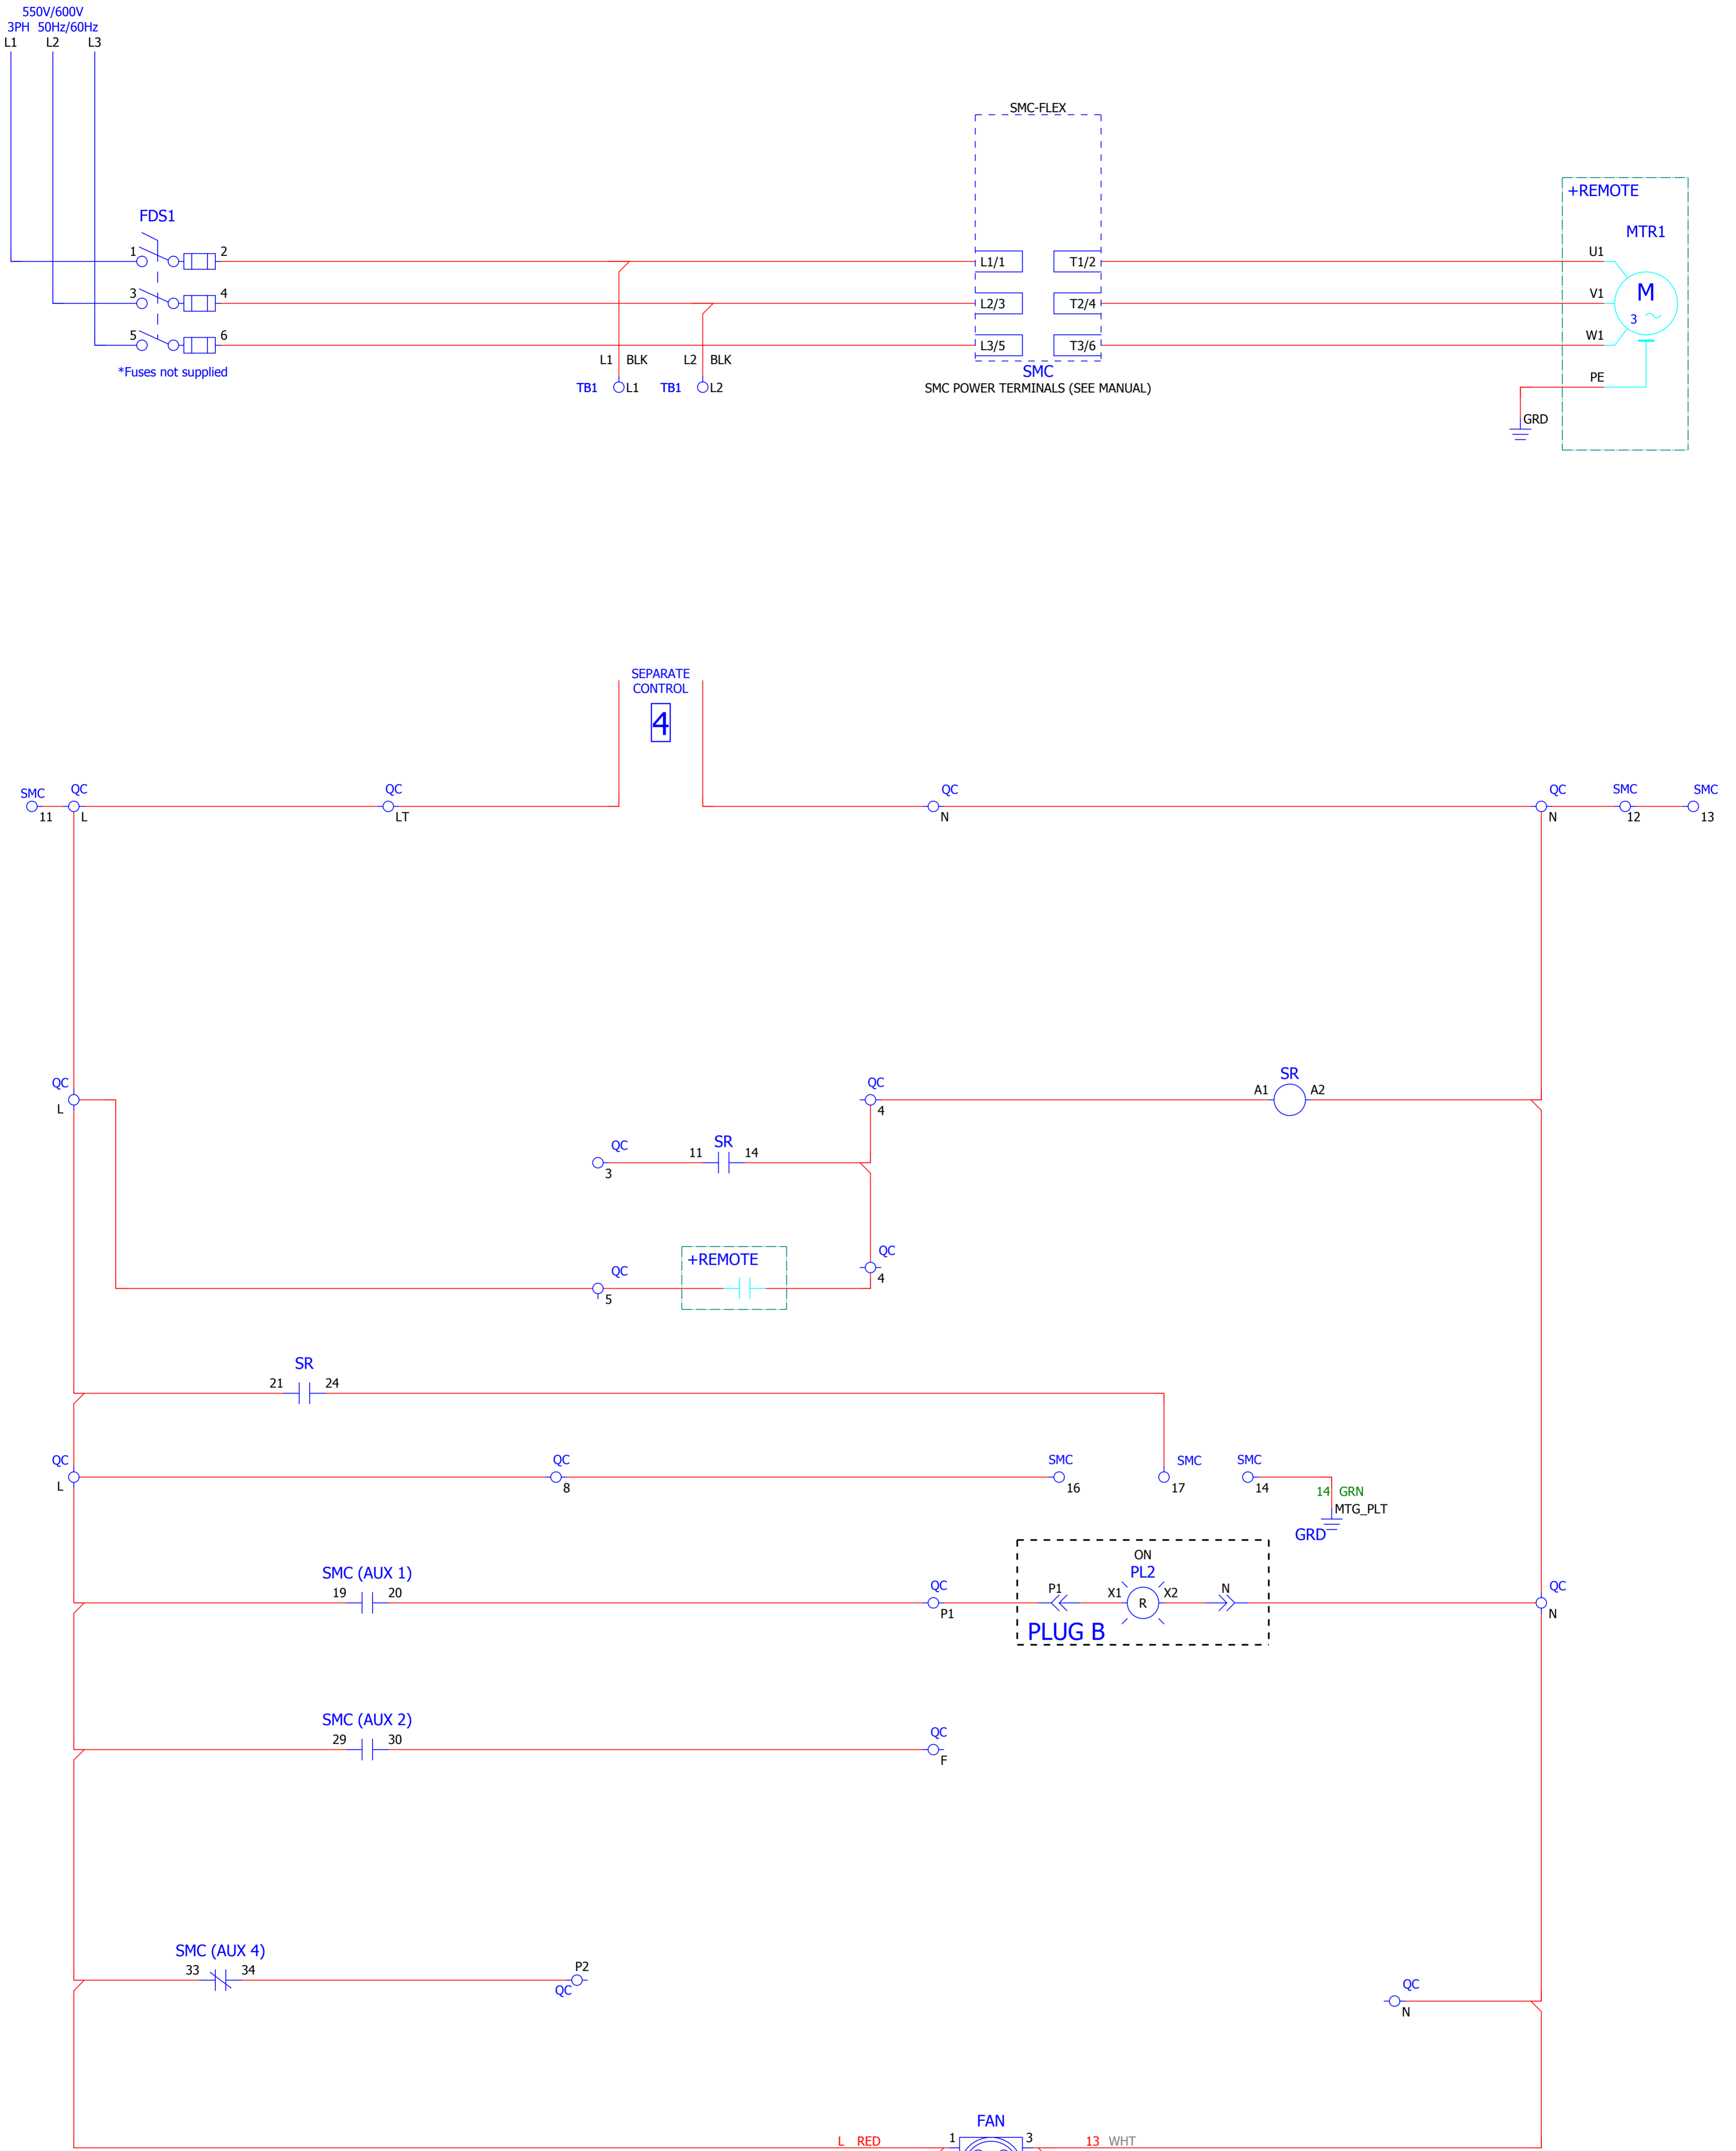 550V/600V
3PH 50Hz/60Hz
L1 L2 L3
SMC-FLEX
+REMOTE
FDS1
MTR1
1 2 L1/1 T1/2 U1
3 4 L2/3 T2/4 V1 M
3
5 6 L3/5 T3/6 W1
L1 BLK L2 BLK
*Fuses not supplied
SMC
PE
TB1 L1 TB1 L2
SMC POWER TERMINALS (SEE MANUAL)
GRD
SEPARATE
CONTROL
4
SMC QC QC QC QC SMC SMC
11 L LT N N 12 13
QC QC SR
A1 A2
L 4
QC SR
11 14
3
QC
+REMOTE
4
QC
5
SR
21 24
QC QC SMC SMC SMC
L 8 16 17 14
14 GRN
MTG_PLT
GRD
ON
SMC (AUX 1) PL2
19 20 QC P1 X1 R X2 N QC
P1 N
PLUG B
SMC (AUX 2)
29 30 QC
F
SMC (AUX 4)
33 34 P2
QC QC
N
FAN
L RED 1 3 13 WHT